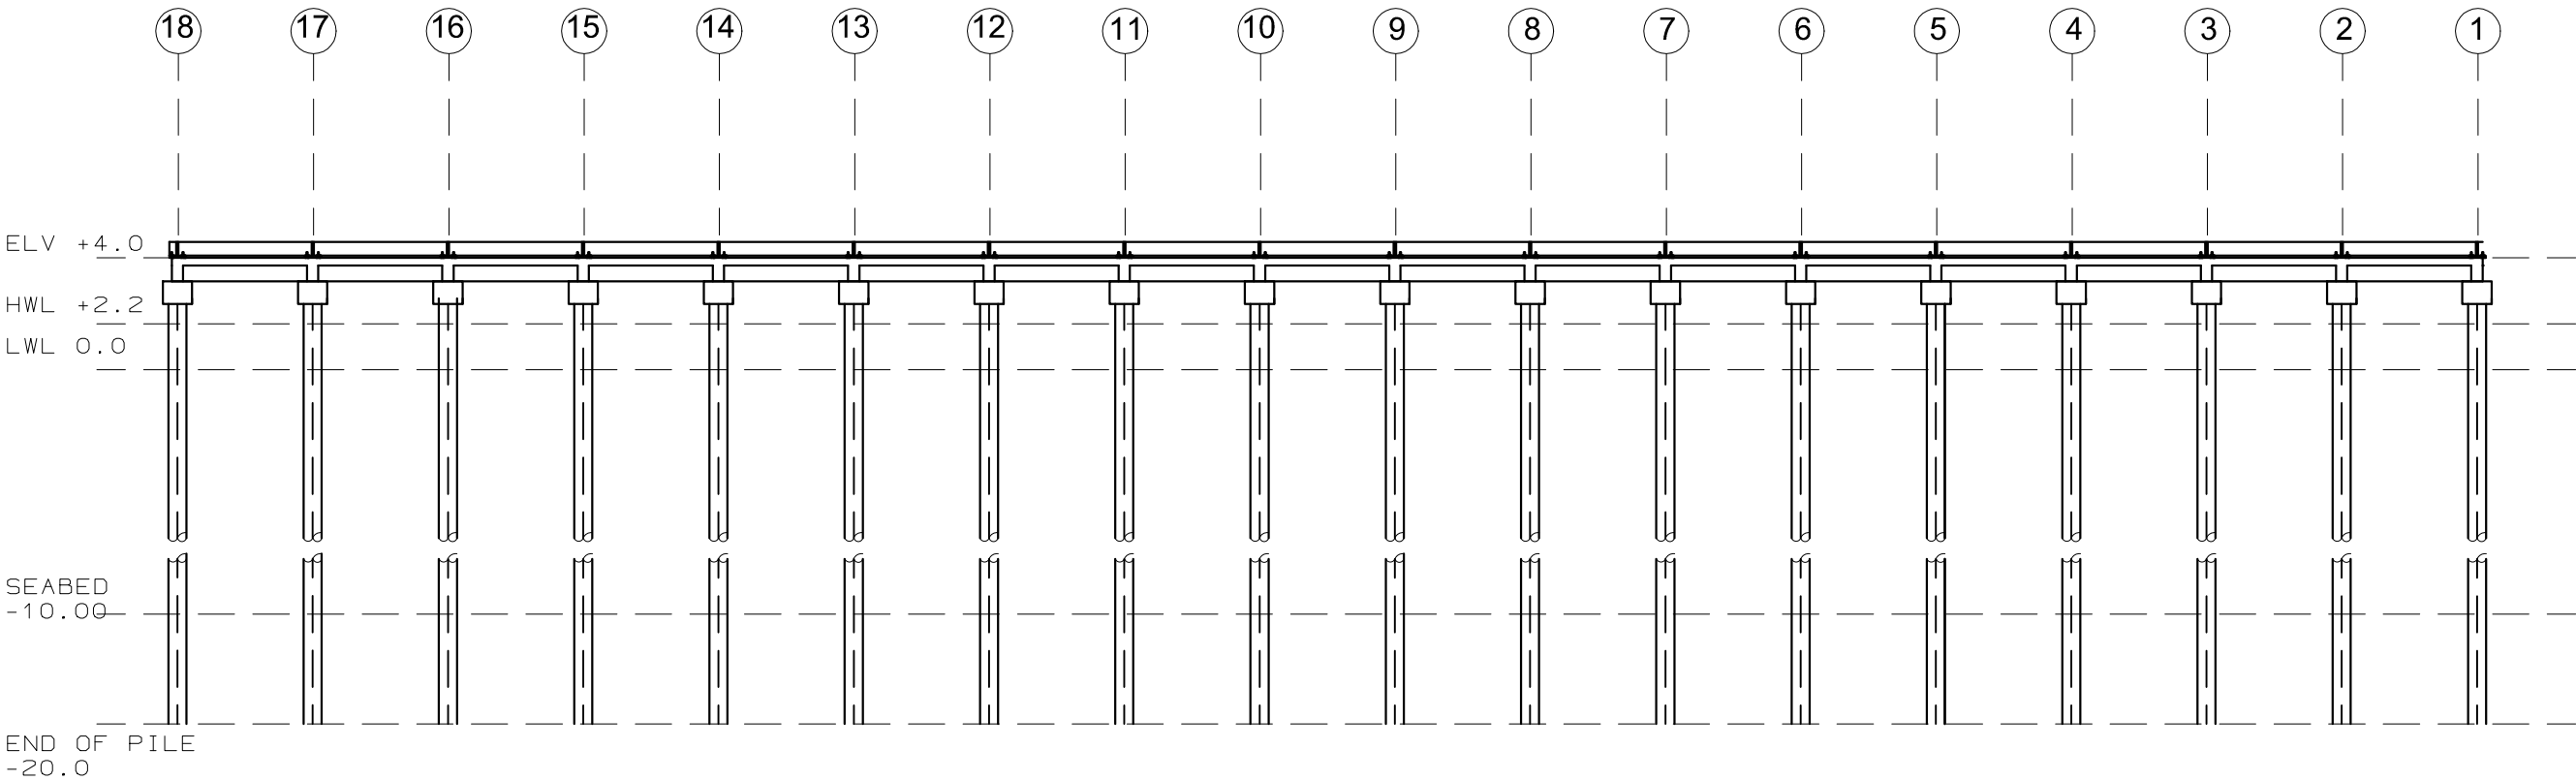 18 17 16 15 14 13 12 11 10 9 8 7 6 5 4 3 2 1
ELV +4.0
HWL +2.2
LWL 0.0
SEABED
-10.00
END OF PILE
-20.0